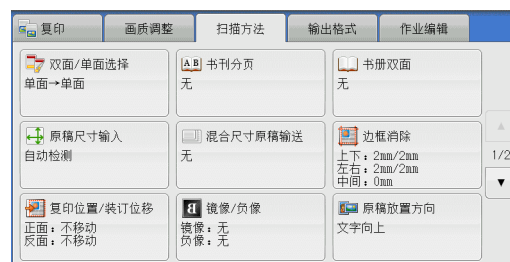 复印
画质调整
扫描方法
输出格式
作业编辑
双面/单面选择
单面→单面
A B 书刊分页
无
书册双面
无
原稿尺寸输入
自动检测
混合尺寸原稿输送
无
边框消除
上下：2mm/2mm
左右：2mm/2mm
中间：0mm
1/2
复印位置/装订位移
正面：不移动
反面：不移动
B 镜像/负像
镜像：无
负像：无
原稿放置方向
文字向上